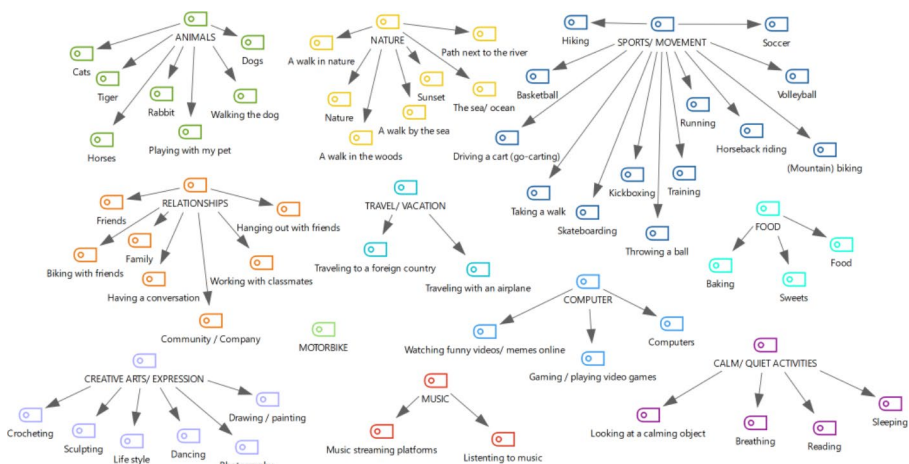 ANIMALS
Cats
Dogs
Tiger
Rabbit
Walking the dog
Horses
Playing with my pet
NATURE
A walk in nature
Path next to the river
Sunset
The sea/ ocean
Nature
A walk by the sea
A walk in the woods
SPORTS/ MOVEMENT
Hiking
Soccer
Basketball
Volleyball
Running
Driving a cart (go-carting)
Horseback riding
(Mountain) biking
Kickboxing
Training
Taking a walk
Skateboarding
Throwing a ball
RELATIONSHIPS
Friends
Hanging out with friends
Family
Biking with friends
Working with classmates
Having a conversation
Community / Company
TRAVEL/ VACATION
Traveling to a foreign country
Traveling with an airplane
FOOD
Food
Baking
Sweets
MOTORBIKE
COMPUTER
Watching funny videos/ memes online
Computers
Gaming / playing video games
CREATIVE ARTS/ EXPRESSION
Drawing / painting
Crocheting
Sculpting
Life style
Dancing
MUSIC
Music streaming platforms
Listening to music
CALM/ QUIET ACTIVITIES
Looking at a calming object
Sleeping
Breathing
Reading